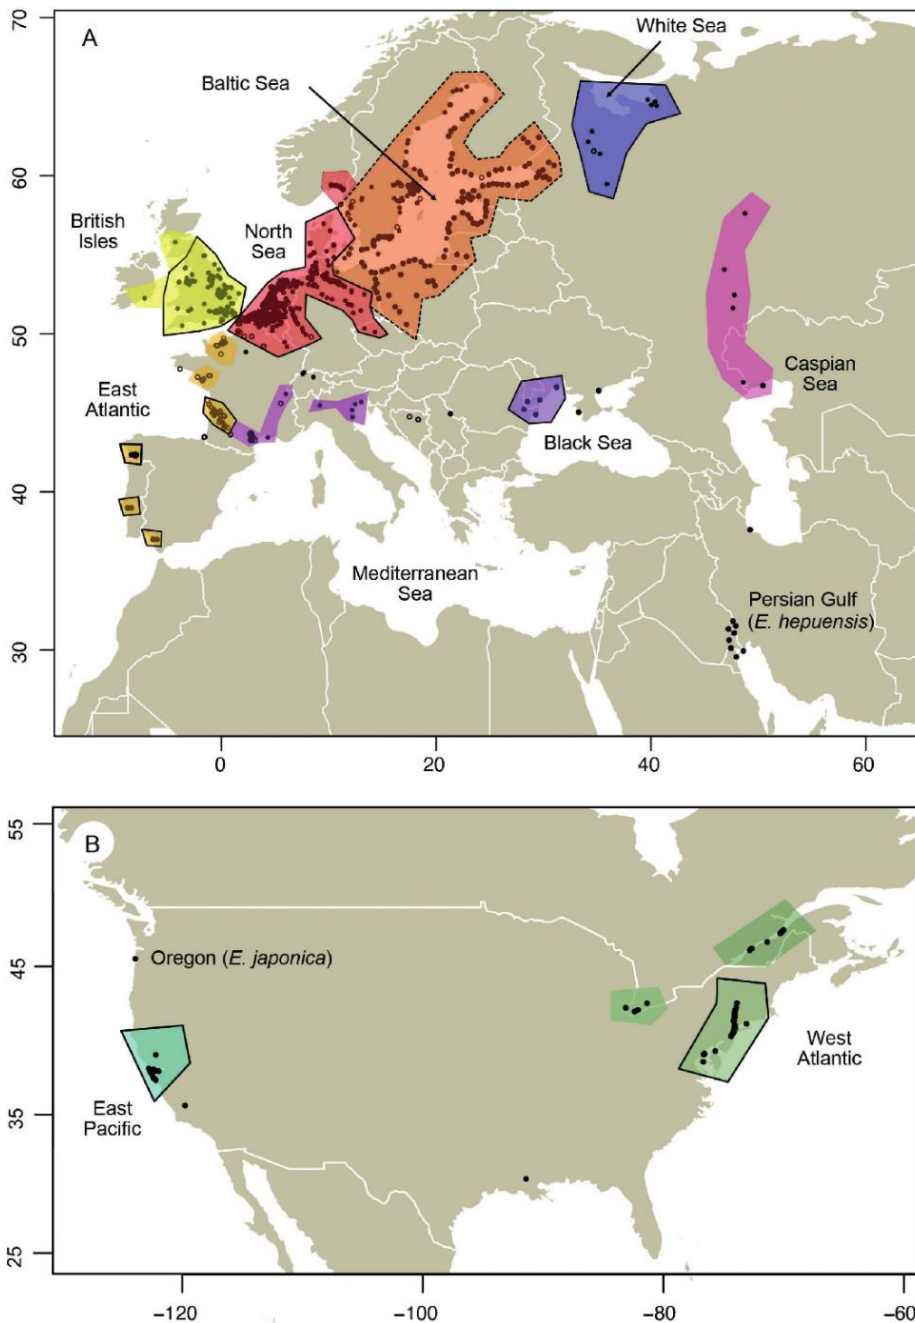 A
White Sea
Baltic Sea
British
Isles
North
Sea
East
Atlantic
Caspian
Sea
Black Sea
Mediterranean
Sea
Persian Gulf
(E. hepuensis)
70
60
50
40
30
0
20
40
60
B
Oregon (E. japonica)
East
Pacific
West
Atlantic
55
45
35
25
−120
−100
−80
−60